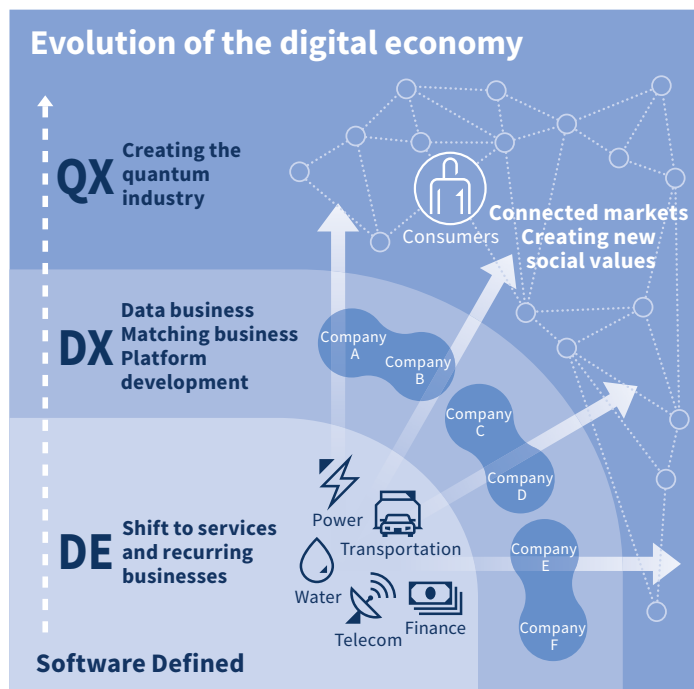 Evolution of the digital economy
QX
Creating the
quantum
industry
Consumers
Connected markets
Creating new
social values
DX
Data business
Matching business
Platform
development
Company
A
Company
B
Company
C
Company
D
DE
Shift to services
and recurring
businesses
Power
Transportation
Water
Telecom
Finance
Company
E
Company
F
Software Defined